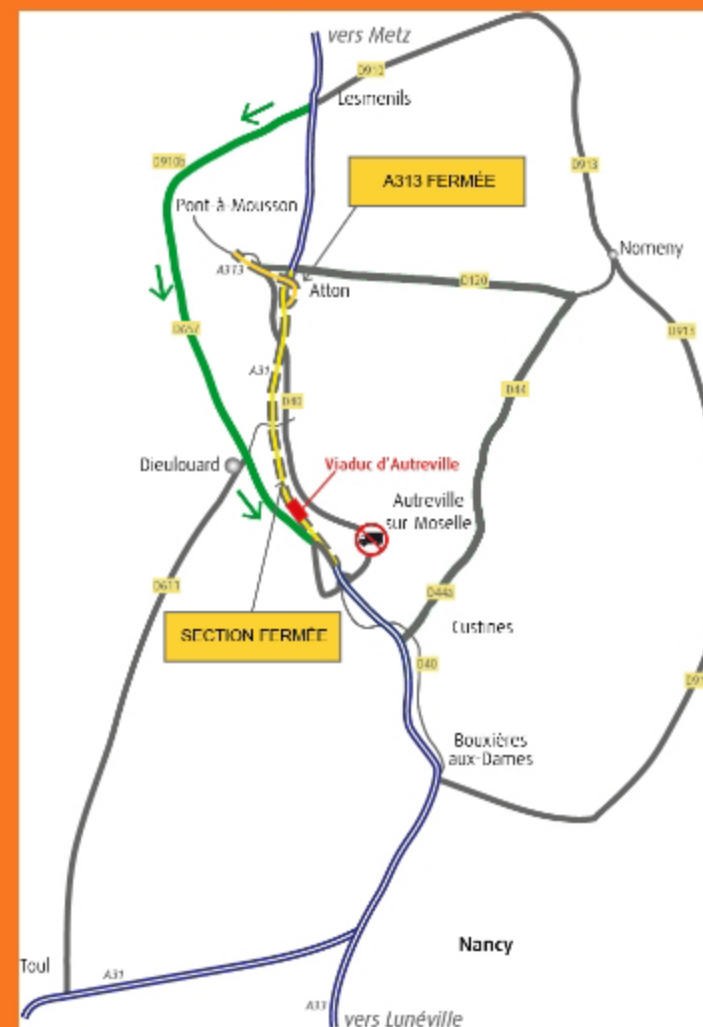 vers Metz
D910
Lesmenils
D910b
A313 FERMÉE
D913
Pont-à-Mousson
Nomeny
A313
D120
Atton
D657
D913
A31
D44
D40
Dieulouard
Viaduc d'Autreville
Autreville
sur Moselle
D611
D44a
SECTION FERMÉE
Custines
D40
Bouxières
aux-Dames
Nancy
Toul
A31
A33
vers Lunéville